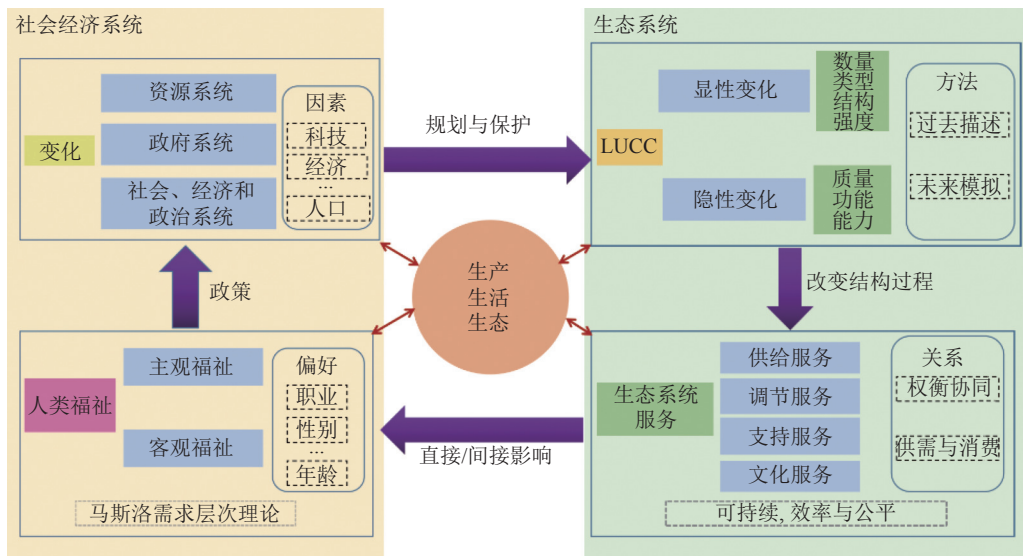 社会经济系统
变化
资源系统
政府系统
社会、经济和
政治系统
因素
科技
经济
...
人口
规划与保护
生态系统
LUCC
显性变化
数量
类型
结构
强度
隐性变化
质量
功能
能力
方法
过去描述
未来模拟
政策
生产
生活
生态
改变结构过程
人类福祉
主观福祉
客观福祉
偏好
职业
性别
...
年龄
马斯洛需求层次理论
直接/间接影响
生态系统
服务
供给服务
调节服务
支持服务
文化服务
关系
权衡协同
供需与消费
可持续, 效率与公平